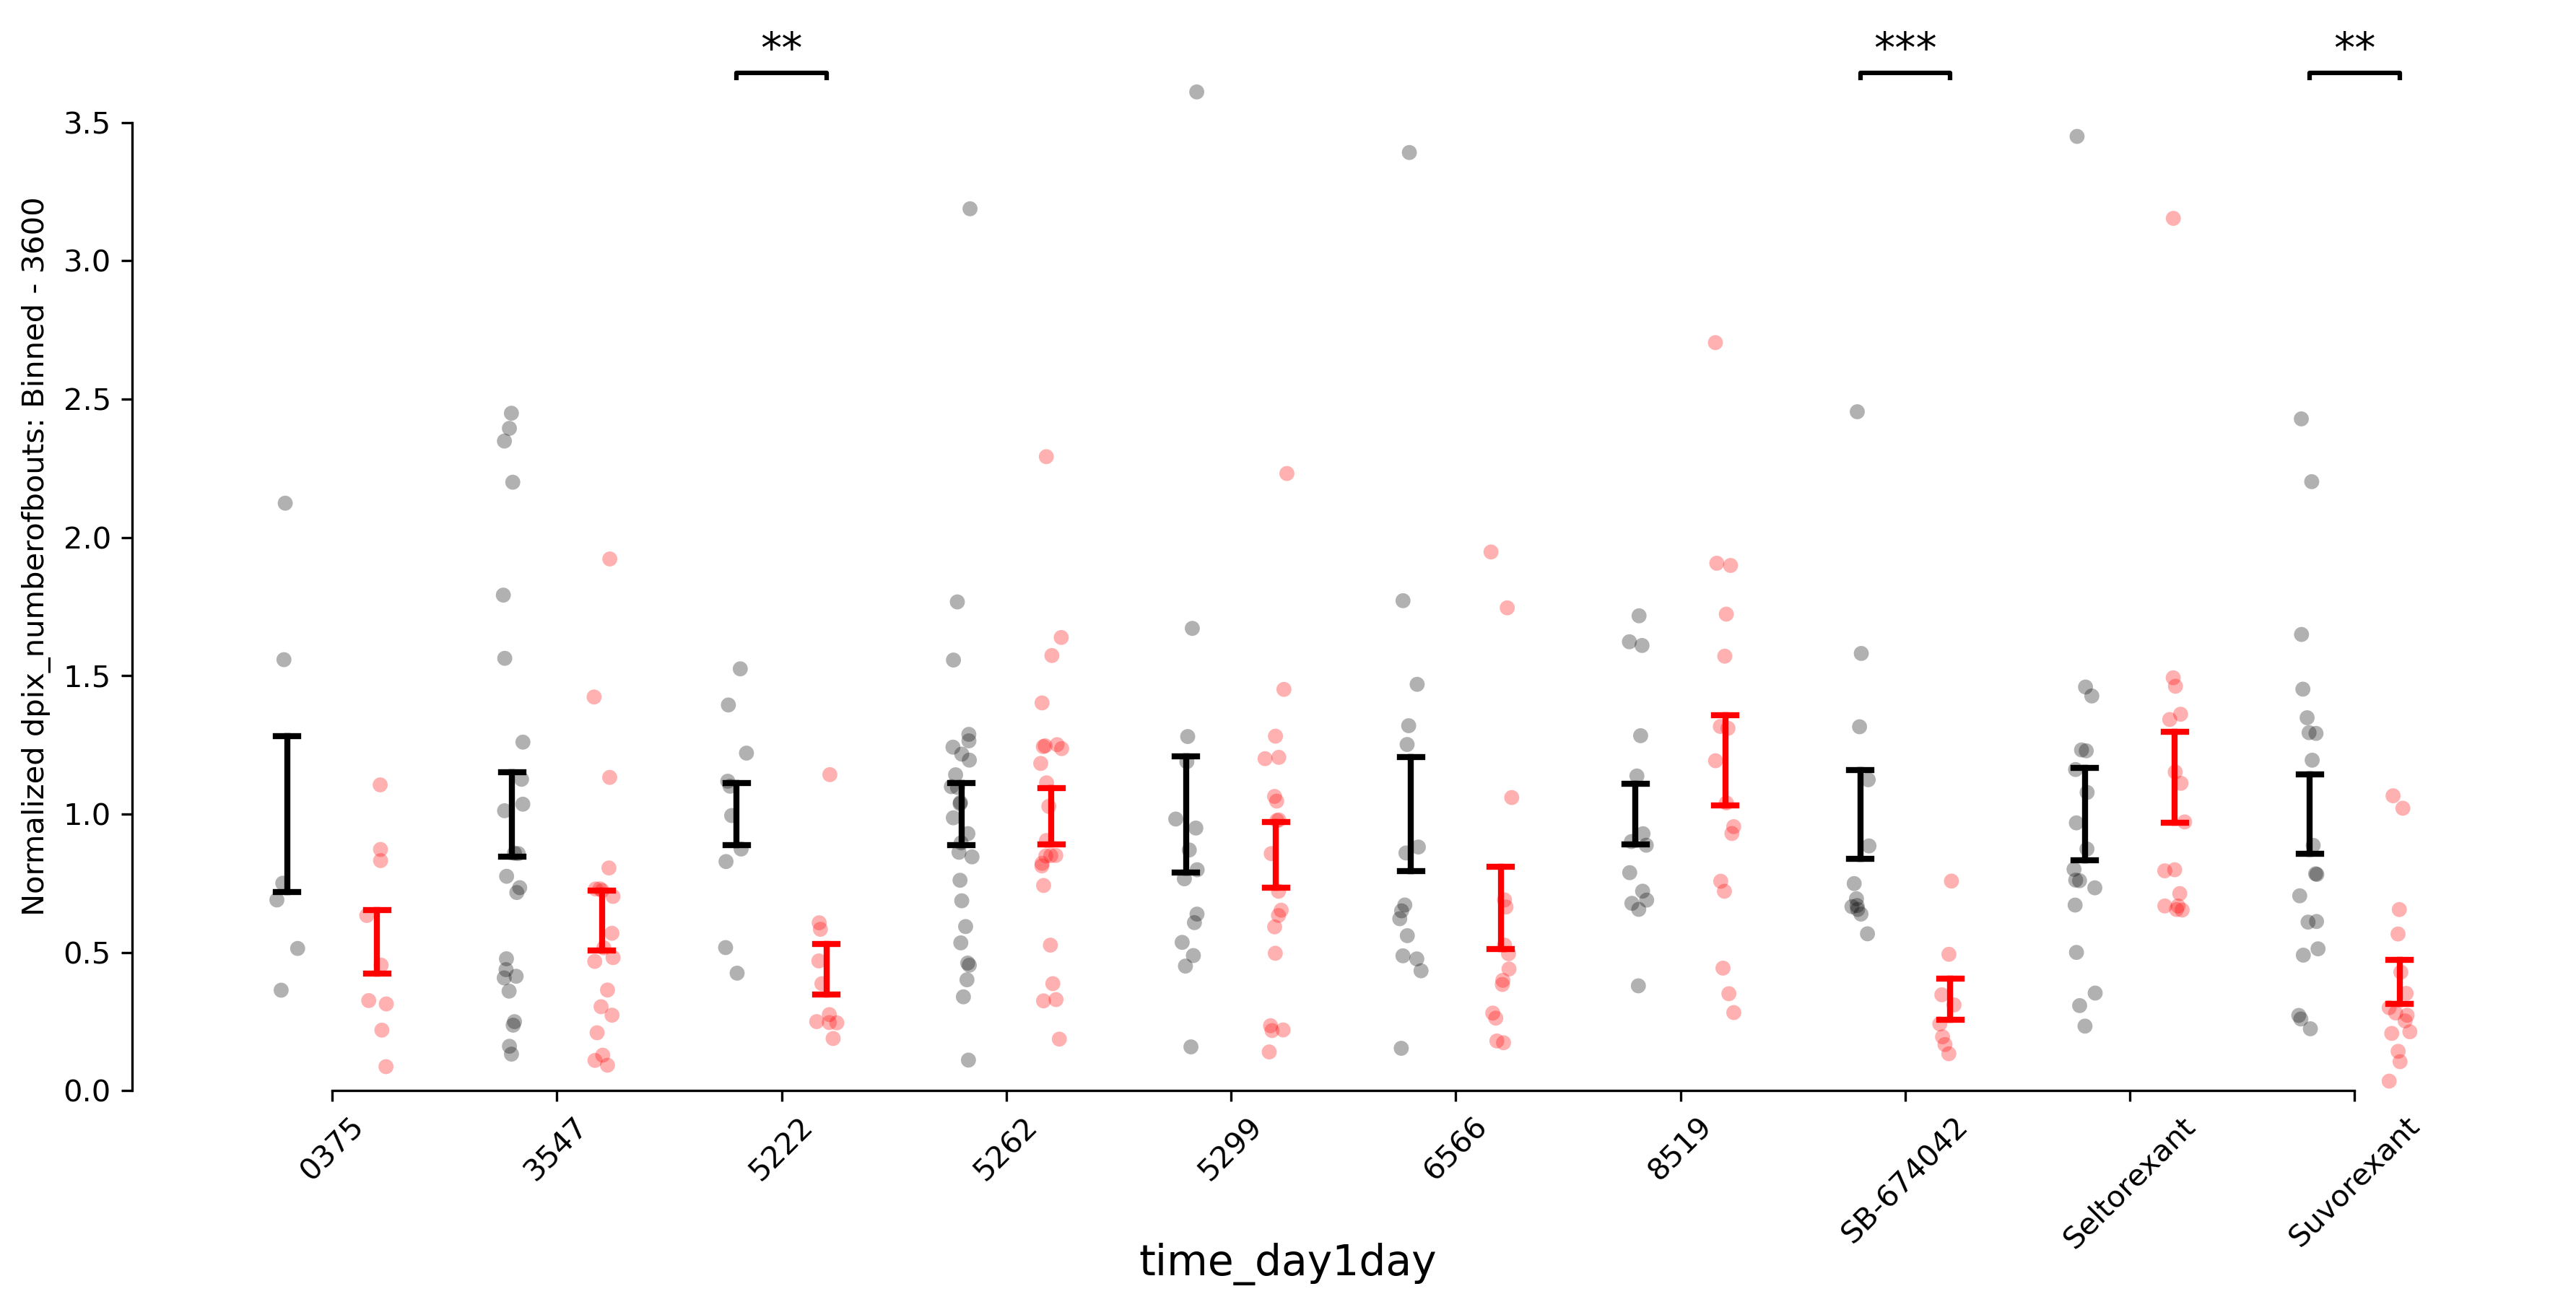 ** *** **
Normalized dpix_numberofbouts: Binned - 3600
3.5
3.0
2.5
2.0
1.5
1.0
0.5
0.0
0375 3547 5222 5262 5299 6566 8519 SB-674042 Seltorexant Suvorexant
time_day1day